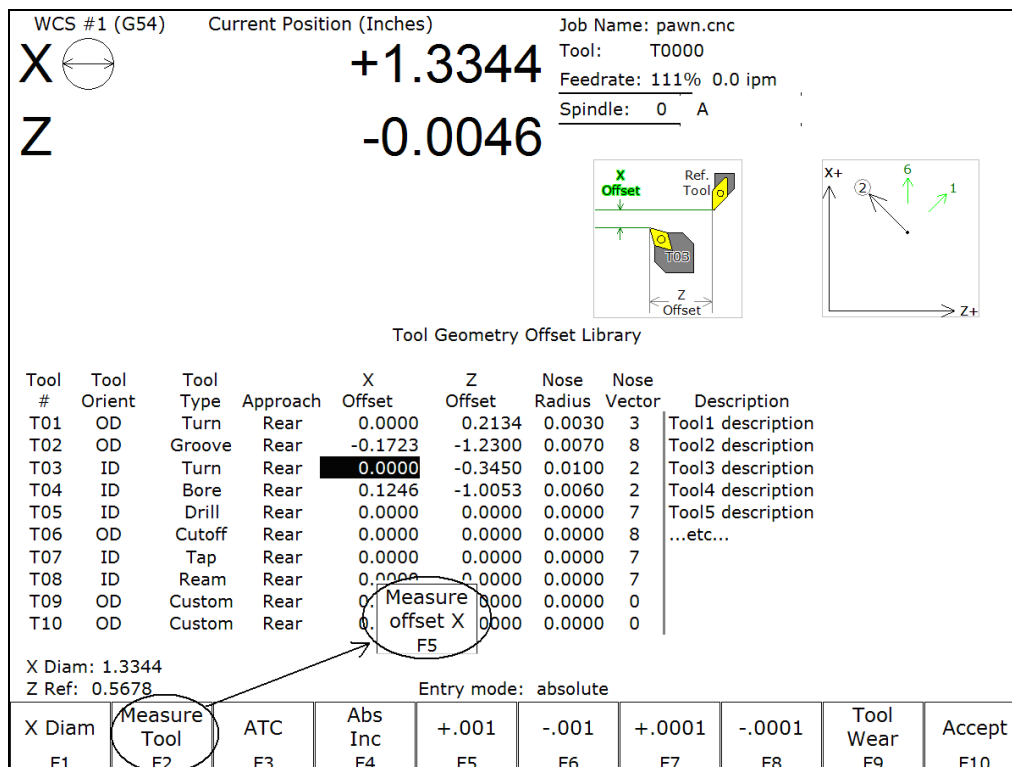 WCS #1 (G54) Current Position (Inches) Job Name: pawn.cnc
X +1.3344 Tool: T0000
Feedrate: 111% 0.0 ipm
Spindle: 0 A
Z -0.0046
X Offset Ref. Tool
T03
Z Offset
X+ 2 6 1
Z+
Tool Geometry Offset Library
Tool Tool Tool X Z Nose Nose
# Orient Type Approach Offset Offset Radius Vector Description
T01 OD Turn Rear 0.0000 0.2134 0.0030 3 Tool1 description
T02 OD Groove Rear -0.1723 -1.2300 0.0070 8 Tool2 description
T03 ID Turn Rear 0.0000 -0.3450 0.0100 2 Tool3 description
T04 ID Bore Rear 0.1246 -1.0053 0.0060 2 Tool4 description
T05 ID Drill Rear 0.0000 0.0000 0.0000 7 Tool5 description
T06 OD Cutoff Rear 0.0000 0.0000 0.0000 8 ...etc...
T07 ID Tap Rear 0.0000 0.0000 0.0000 7
T08 ID Ream Rear 0.0000 0.0000 0.0000 7
T09 OD Custom Rear 0. 0000 0.0000 0
T10 OD Custom Rear 0. 0000 0.0000 0
Measure
offset X
F5
X Diam: 1.3344
Z Ref: 0.5678 Entry mode: absolute
X Diam Measure Tool ATC Abs Inc +.001 -.001 +.0001 -.0001 Tool Wear Accept
F1 F2 F3 F4 F5 F6 F7 F8 F9 F10